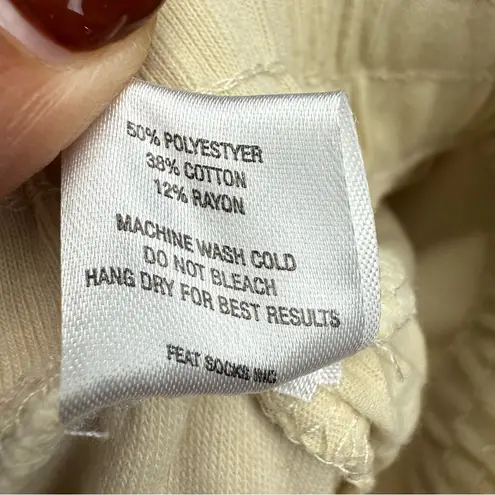 50% POLYESTYER
38% COTTON
12% RAYON
MACHINE WASH COLD
DO NOT BLEACH
HANG DRY FOR BEST RESULTS
FEAT SOCKS INC